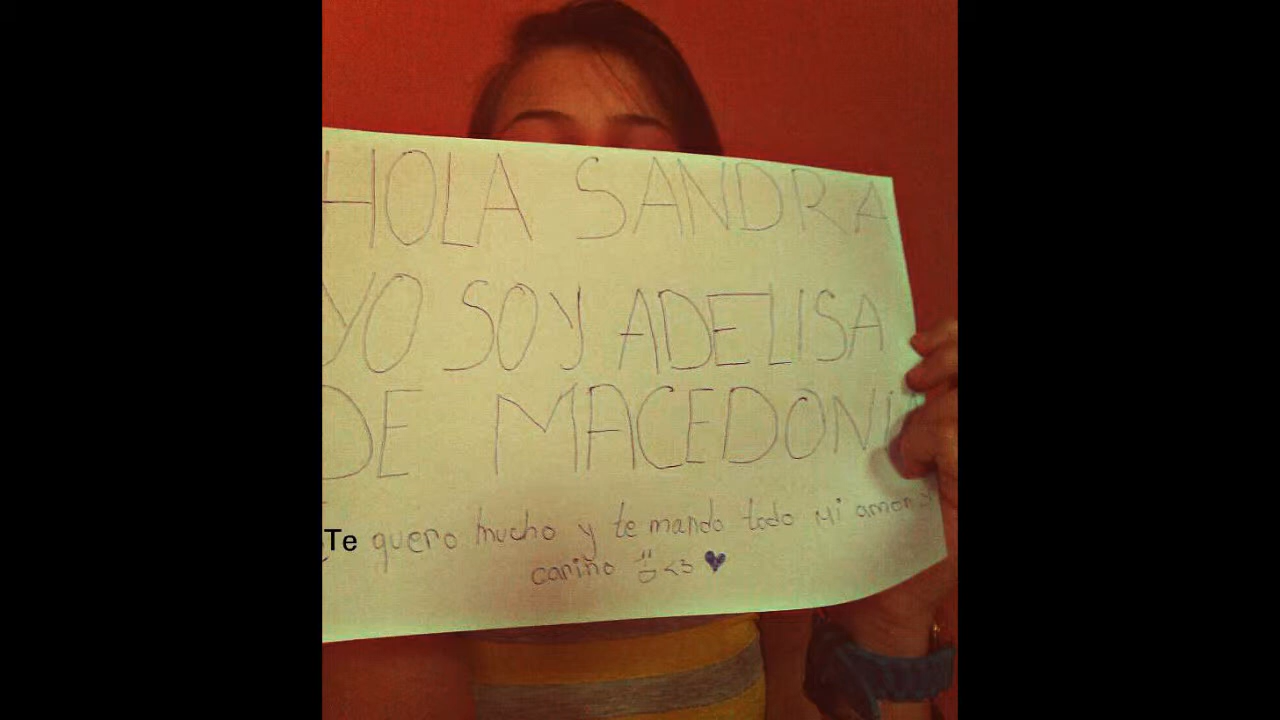 HOLA SANDRA
YO SOY ADELISA
DE MACEDONI
Te quero mucho y te mando todo mi amor y
cariño <3 ♥